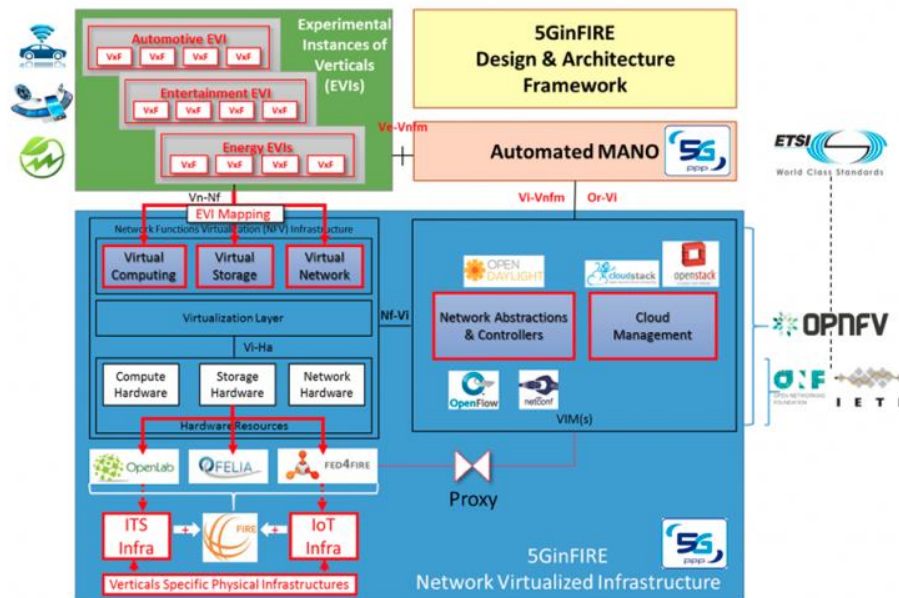 Automotive EVI
VxF VxF VxF VxF
Entertainment EVI
VxF VxF VxF VxF
Energy EVIs
VxF VxF VxF VxF
Experimental
Instances of
Verticals
(EVIs)
5GinFIRE
Design & Architecture
Framework
Ve-Vnfm
Automated MANO
5G
ppp
ETSI
World Class Standards
Vn-Nf
Vi-Vnfm Or-Vi
EVI Mapping
Network Functions Virtualization (NFV) Infrastructure
Virtual
Computing
Virtual
Storage
Virtual
Network
Virtualization Layer
Vi-Ha
Compute
Hardware
Storage
Hardware
Network
Hardware
Hardware Resources
Nf-Vi
OPEN
DAYLIGHT
cloudstack
openstack
Network Abstractions
& Controllers
Cloud
Management
OpenFlow
netconf
VIM(s)
OPNFV
ONF
OPEN NETWORKING
FOUNDATION
I E T
OpenLab
OFELIA
FED4FIRE
Proxy
ITS
Infra
+
FIRE
+
IoT
Infra
Verticals Specific Physical Infrastructures
5GinFIRE
Network Virtualized Infrastructure
5G
ppp